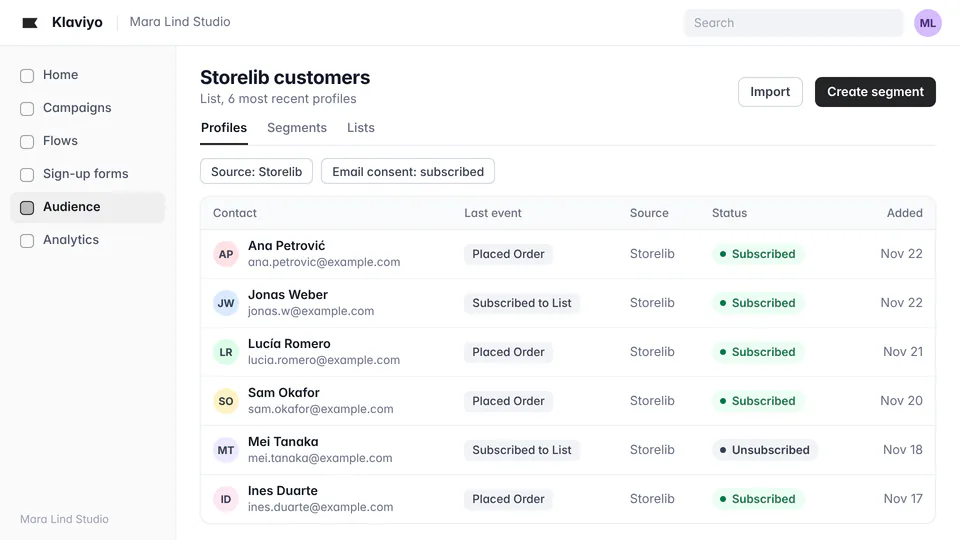 Klaviyo
Mara Lind Studio
Search
ML
Home
Campaigns
Flows
Sign-up forms
Audience
Analytics
Mara Lind Studio
Storelib customers
List, 6 most recent profiles
Import
Create segment
Profiles Segments Lists
Source: Storelib
Email consent: subscribed
Contact Last event Source Status Added
AP Ana Petrović
ana.petrovic@example.com
Placed Order Storelib Subscribed Nov 22
JW Jonas Weber
jonas.w@example.com
Subscribed to List Storelib Subscribed Nov 22
LR Lucía Romero
lucia.romero@example.com
Placed Order Storelib Subscribed Nov 21
SO Sam Okafor
sam.okafor@example.com
Placed Order Storelib Subscribed Nov 20
MT Mei Tanaka
mei.tanaka@example.com
Subscribed to List Storelib Unsubscribed Nov 18
ID Ines Duarte
ines.duarte@example.com
Placed Order Storelib Subscribed Nov 17